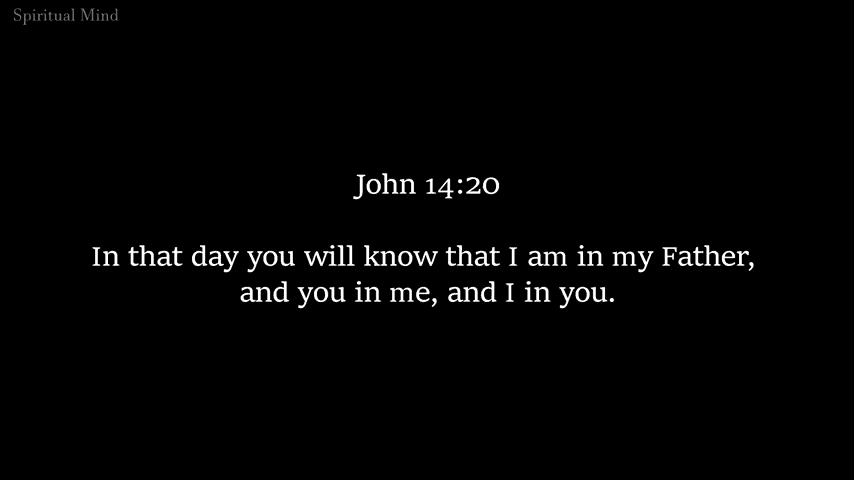 Spiritual Mind
John 14:20
In that day you will know that I am in my Father,
and you in me, and I in you.